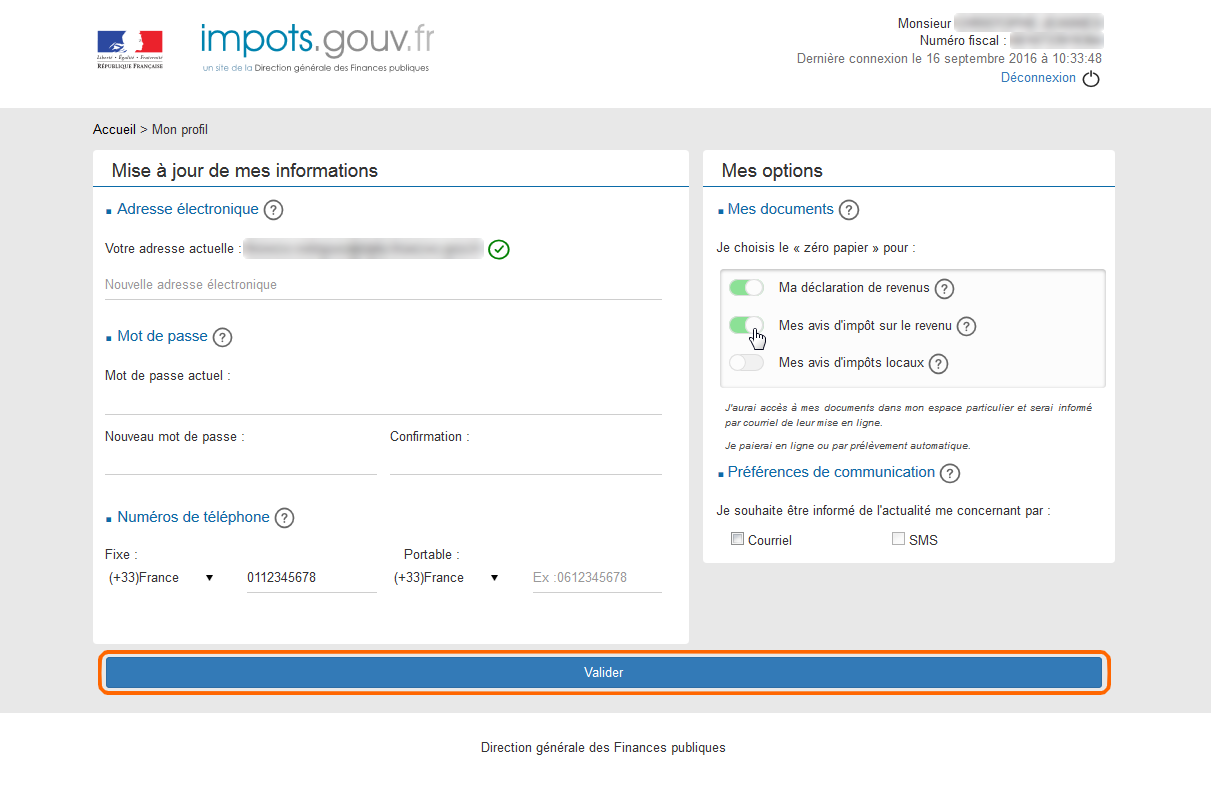 Liberté • Égalité • Fraternité
RÉPUBLIQUE FRANÇAISE
impots.gouv.fr
un site de la Direction générale des Finances publiques
Monsieur
Numéro fiscal :
Dernière connexion le 16 septembre 2016 à 10:33:48
Déconnexion
Accueil > Mon profil
Mise à jour de mes informations
Adresse électronique ?
Votre adresse actuelle :
Nouvelle adresse électronique
Mot de passe ?
Mot de passe actuel :
Nouveau mot de passe : Confirmation :
Numéros de téléphone ?
Fixe : Portable :
(+33)France ▼ 0112345678 (+33)France ▼ Ex :0612345678
Mes options
Mes documents ?
Je choisis le « zéro papier » pour :
Ma déclaration de revenus ?
Mes avis d'impôt sur le revenu ?
Mes avis d'impôts locaux ?
J'aurai accès à mes documents dans mon espace particulier et serai informé
par courriel de leur mise en ligne.
Je paierai en ligne ou par prélèvement automatique.
Préférences de communication ?
Je souhaite être informé de l'actualité me concernant par :
Courriel SMS
Valider
Direction générale des Finances publiques